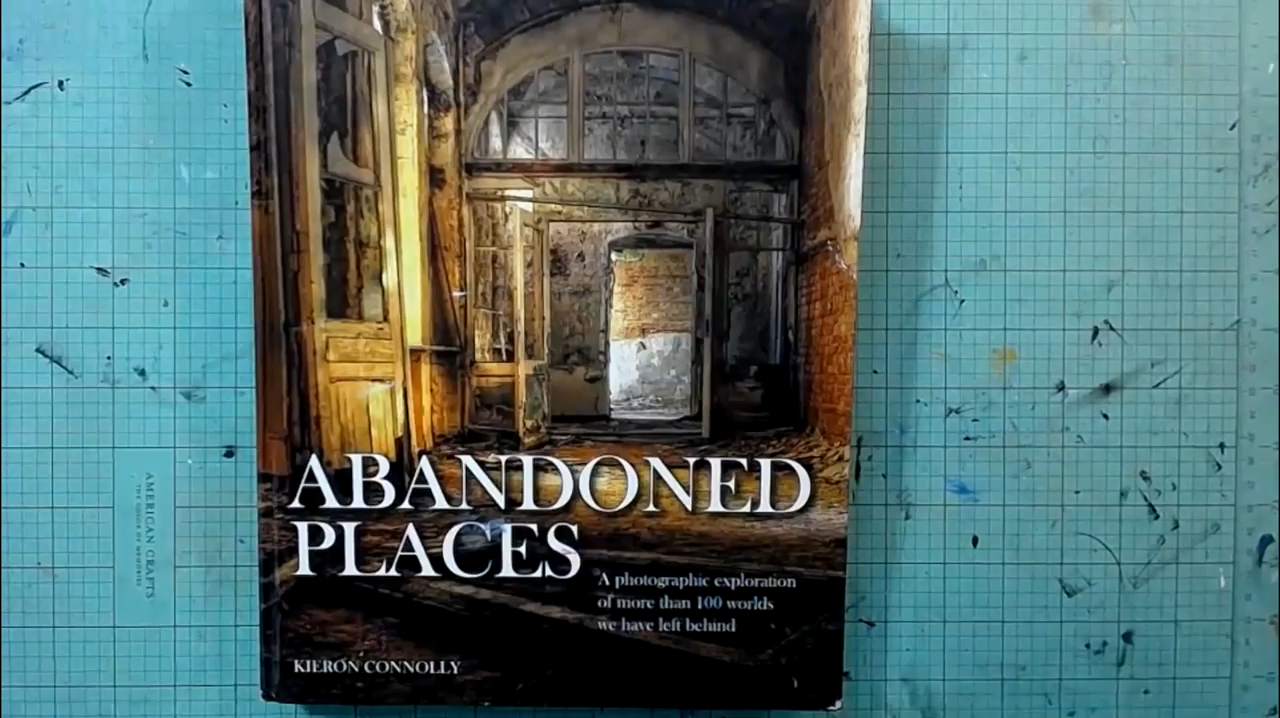 ABANDONED
PLACES
A photographic exploration
of more than 100 worlds
we have left behind
KIERON CONNOLLY
AMERICAN CRAFTS